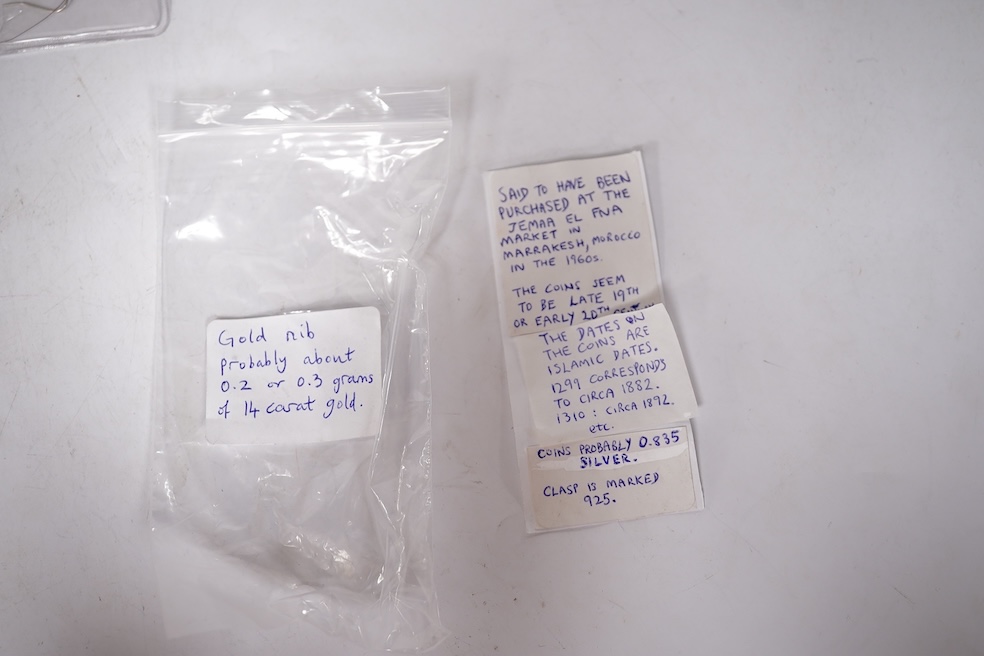 Gold nib
probably about
0.2 or 0.3 grams
of 14 carat gold.
SAID TO HAVE BEEN
PURCHASED AT THE
JEMAA EL FNA
MARKET IN
MARRAKESH, MOROCCO
IN THE 1960s.
THE COINS SEEM
TO BE LATE 19TH
OR EARLY 20TH
THE DATES ON
THE COINS ARE
ISLAMIC DATES.
1299 CORRESPONDS
TO CIRCA 1882.
1310 : CIRCA 1892.
etc.
COINS PROBABLY 0.835
SILVER.
CLASP IS MARKED
925.